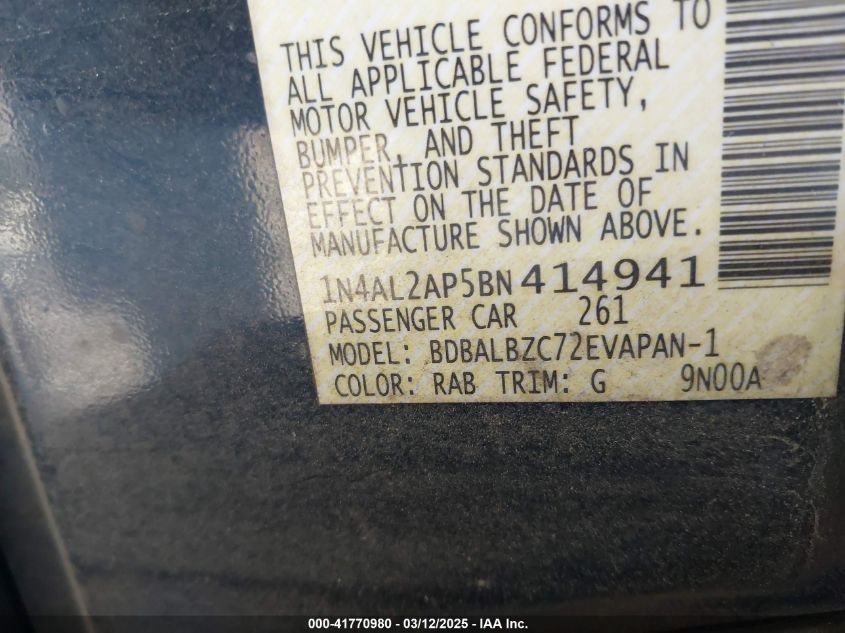 THIS VEHICLE CONFORMS TO
ALL APPLICABLE FEDERAL
MOTOR VEHICLE SAFETY,
BUMPER, AND THEFT
PREVENTION STANDARDS IN
EFFECT ON THE DATE OF
MANUFACTURE SHOWN ABOVE.
1N4AL2AP5BN414941
PASSENGER CAR 261
MODEL: BDBALBZC72EVAPAN-1
COLOR: RAB TRIM: G 9N00A
000-41770980 - 03/12/2025 - IAA Inc.